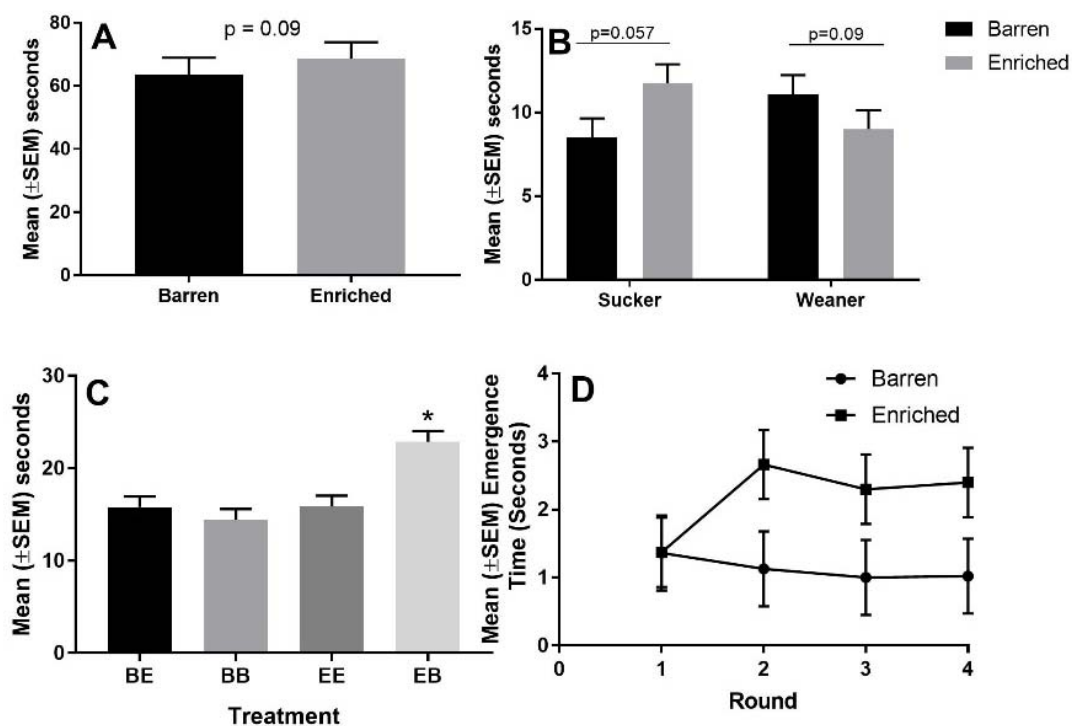 A
p = 0.09
80
60
40
20
0
Mean (±SEM) seconds
Barren
Enriched
B
p=0.057
p=0.09
Barren
Enriched
15
10
5
0
Mean (±SEM) seconds
Sucker
Weaner
C
*
30
20
10
0
Mean (±SEM) seconds
BE
BB
EE
EB
Treatment
D
Barren
Enriched
4
3
2
1
0
Mean (±SEM) Emergence
Time (Seconds)
0
1
2
3
4
Round